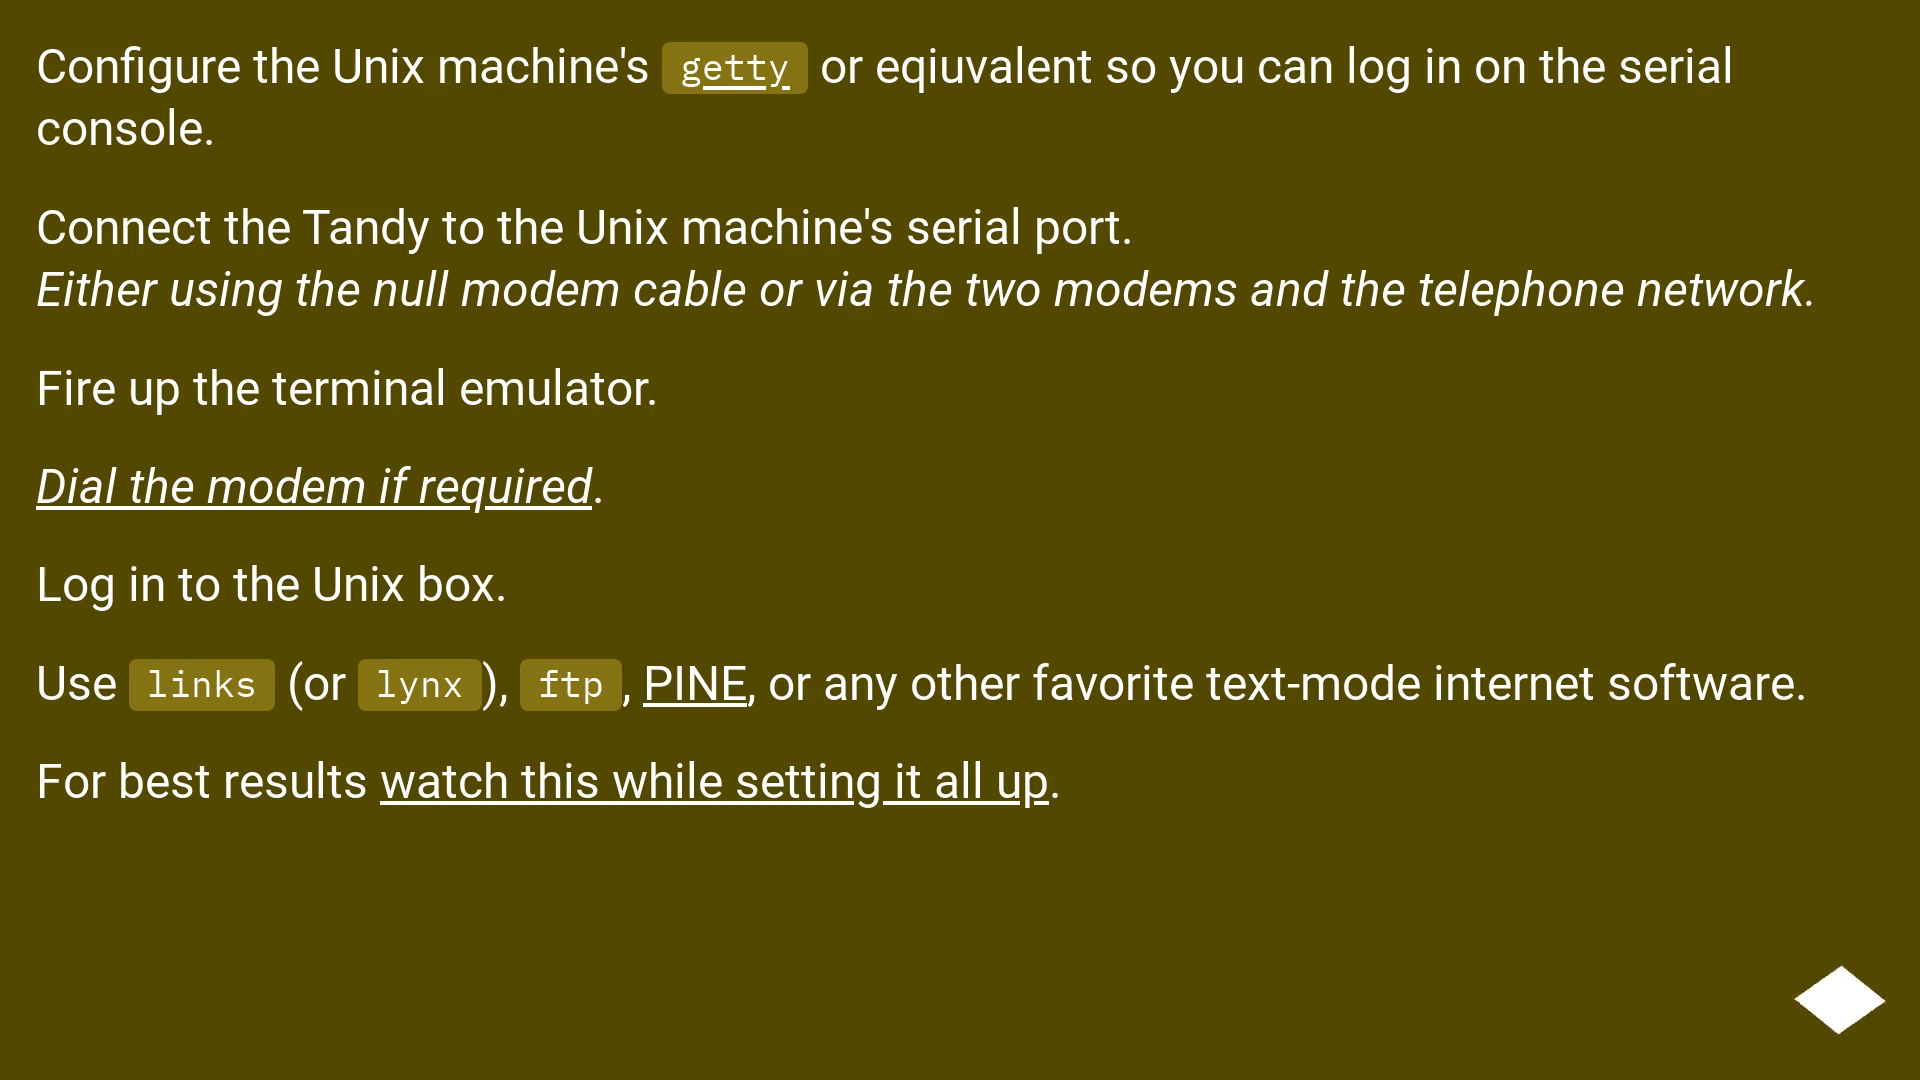 Configure the Unix machine's getty or eqiuvalent so you can log in on the serial
console.
Connect the Tandy to the Unix machine's serial port.
Either using the null modem cable or via the two modems and the telephone network.
Fire up the terminal emulator.
Dial the modem if required.
Log in to the Unix box.
Use links (or lynx), ftp, PINE, or any other favorite text-mode internet software.
For best results watch this while setting it all up.